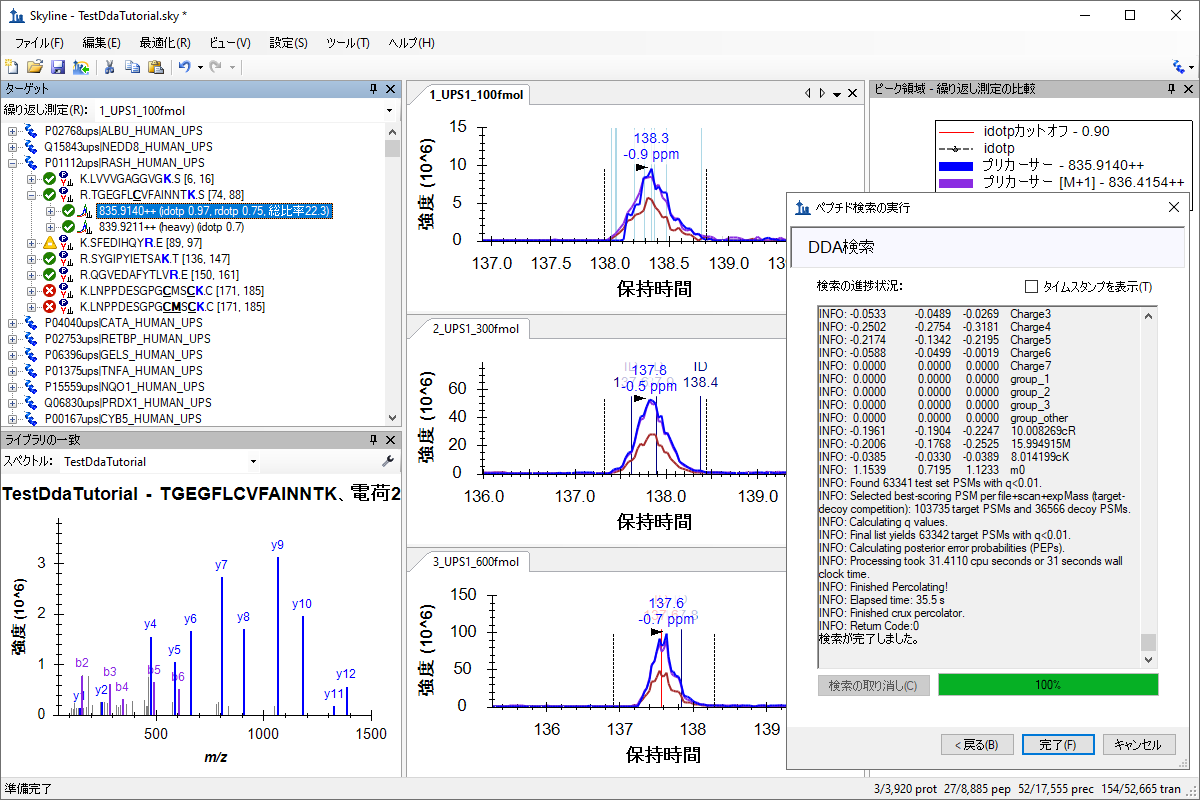 Skyline - TestDdaTutorial.sky *
ファイル(F) 編集(E) 最適化(R) ビュー(V) 設定(S) ツール(T) ヘルプ(H)
ターゲット
繰り返し測定(R): 1_UPS1_100fmol
P02768ups|ALBU_HUMAN_UPS
Q15843ups|NEDD8_HUMAN_UPS
P01112ups|RASH_HUMAN_UPS
K.LVVVGAGGVGK.S [6, 16]
R.TGEGFLCVFAINNTK.S [74, 88]
835.9140++ (idotp 0.97, rdotp 0.75, 総比率22.3)
839.9211++ (heavy) (idotp 0.7)
K.SFEDIHQYR.E [89, 97]
R.SYGIPYIETSAK.T [136, 147]
R.QGVEDAFYTLVR.E [150, 161]
K.LNPPDESGPGCMSCK.C [171, 185]
K.LNPPDESGPGCMSCK.C [171, 185]
P04040ups|CATA_HUMAN_UPS
P02753ups|RETBP_HUMAN_UPS
P06396ups|GELS_HUMAN_UPS
P01375ups|TNFA_HUMAN_UPS
P15559ups|NQO1_HUMAN_UPS
Q06830ups|PRDX1_HUMAN_UPS
P00167ups|CYB5_HUMAN_UPS
ライブラリの一致
スペクトル: TestDdaTutorial
TestDdaTutorial - TGEGFLCVFAINNTK、電荷2
強度 (10^6)
3
2
1
0
y9
y7
y10
y8
y6
y4
y5
y12
y11
b2
b3
b5
b6
b4
y2
500 1000 1500
m/z
1_UPS1_100fmol
強度 (10^6)
15
10
5
0
138.3
-0.9 ppm
137.0 137.5 138.0 138.5 139.0
保持時間
2_UPS1_300fmol
強度 (10^6)
60
40
20
0
137.8
-0.5 ppm
ID
138.4
136.0 137.0 138.0 139.0
保持時間
3_UPS1_600fmol
強度 (10^6)
150
100
50
0
137.6
-0.7 ppm
136 137 138 139
保持時間
ピーク領域 - 繰り返し測定の比較
idotpカットオフ - 0.90
idotp
プリカーサー - 835.9140++
プリカーサー [M+1] - 836.4154++
ペプチド検索の実行
DDA検索
検索の進捗状況:
タイムスタンプを表示(T)
INFO: -0.0533 -0.0489 -0.0269 Charge3
INFO: -0.2502 -0.2754 -0.3181 Charge4
INFO: -0.2174 -0.1342 -0.2195 Charge5
INFO: -0.0588 -0.0499 -0.0019 Charge6
INFO: 0.0000 0.0000 0.0000 Charge7
INFO: 0.0000 0.0000 0.0000 group_1
INFO: 0.0000 0.0000 0.0000 group_2
INFO: 0.0000 0.0000 0.0000 group_3
INFO: 0.0000 0.0000 0.0000 group_other
INFO: -0.1961 -0.1904 -0.2247 10.008269cR
INFO: -0.2006 -0.1768 -0.2525 15.994915M
INFO: -0.0385 -0.0330 -0.0389 8.014199cK
INFO: 1.1539 0.7195 1.1233 m0
INFO: Found 63341 test set PSMs with q<0.01.
INFO: Selected best-scoring PSM per file+scan+expMass (target-
decoy competition): 103735 target PSMs and 36566 decoy PSMs.
INFO: Calculating q values.
INFO: Final list yields 63342 target PSMs with q<0.01.
INFO: Calculating posterior error probabilities (PEPs).
INFO: Processing took 31.4110 cpu seconds or 31 seconds wall
clock time.
INFO: Finished Percolating!
INFO: Elapsed time: 35.5 s
INFO: Finished crux percolator.
INFO: Return Code:0
検索が完了しました。
検索の取り消し(C)
100%
< 戻る(B) 完了(F) キャンセル
準備完了
3/3,920 prot 27/8,885 pep 52/17,555 prec 154/52,665 tran